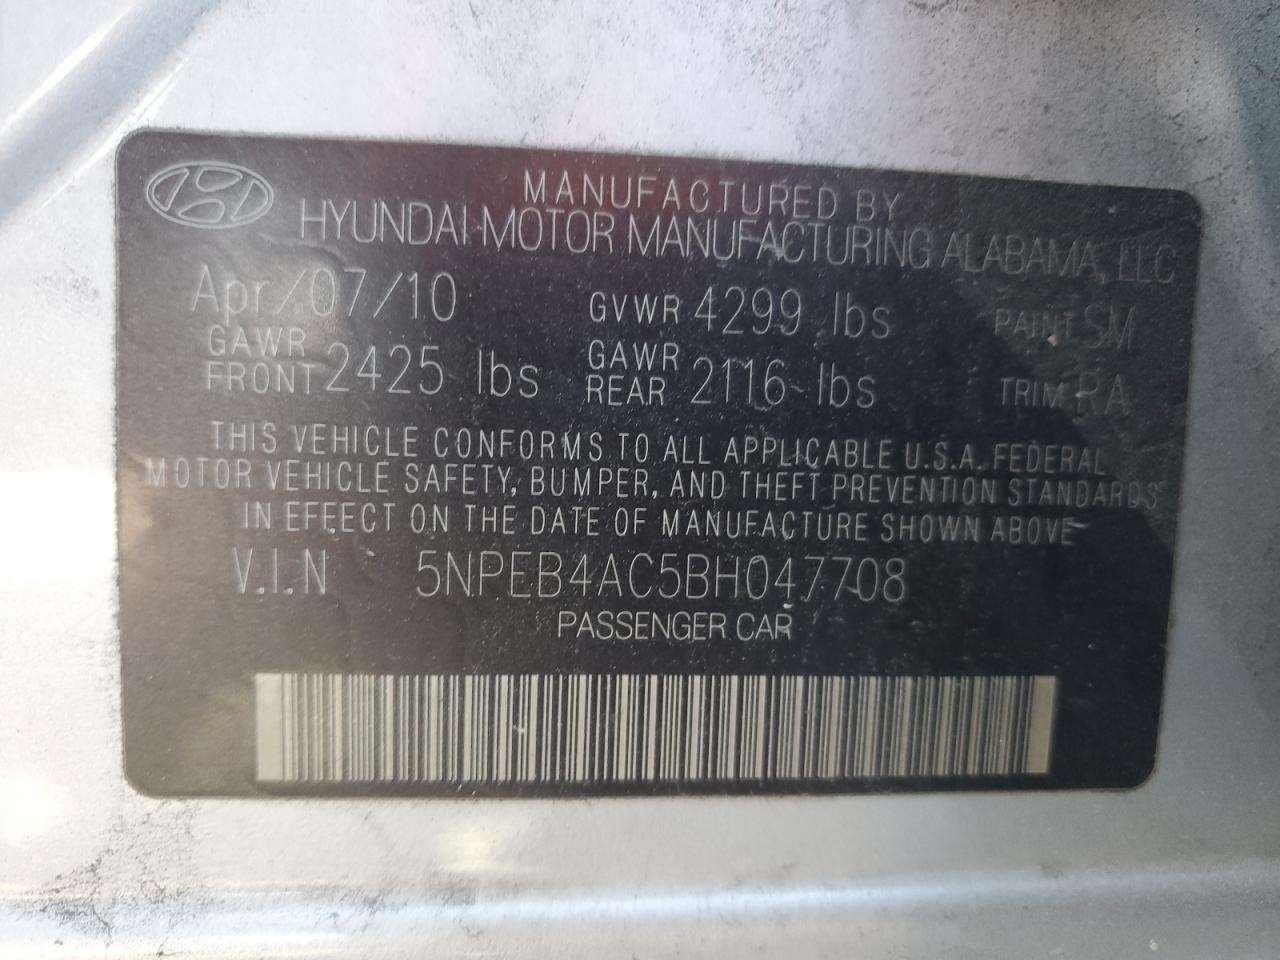 MANUFACTURED BY
HYUNDAI MOTOR MANUFACTURING ALABAMA, LLC
Apr/07/10 GVWR 4299 lbs PAINT SM
GAWR FRONT 2425 lbs GAWR REAR 2116 lbs TRIM RA
THIS VEHICLE CONFORMS TO ALL APPLICABLE U.S.A. FEDERAL
MOTOR VEHICLE SAFETY, BUMPER, AND THEFT PREVENTION STANDARDS
IN EFFECT ON THE DATE OF MANUFACTURE SHOWN ABOVE
V.I.N 5NPEB4AC5BH047708
PASSENGER CAR